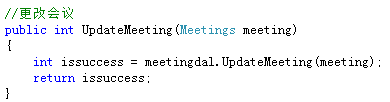 //更改会议
public int UpdateMeeting(Meetings meeting)
{
    int issuccess = meetingdal.UpdateMeeting(meeting);
    return issuccess;
}